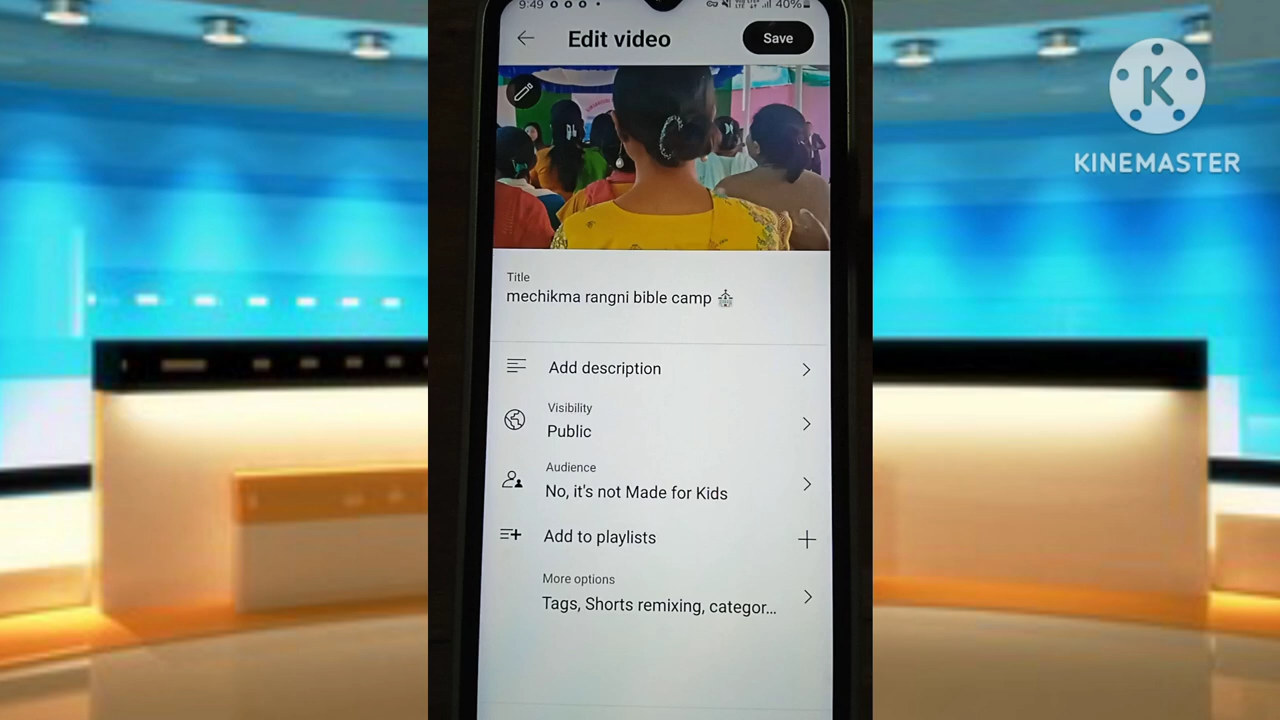 9:49
40%
Edit video
Save
Title
mechikma rangni bible camp
Add description
Visibility
Public
Audience
No, it's not Made for Kids
Add to playlists
More options
Tags, Shorts remixing, categor...
K
KINEMASTER